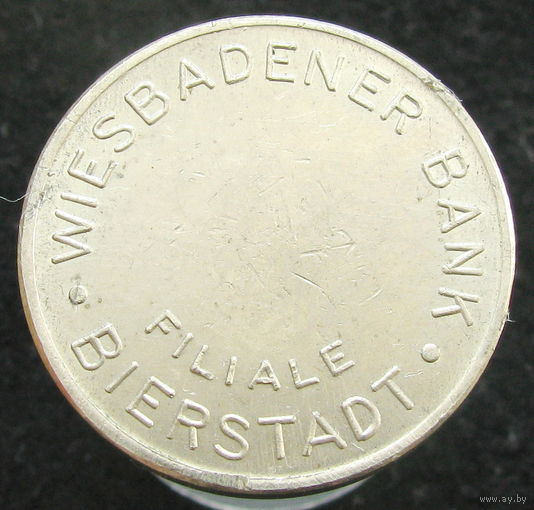 WIESBADENER BANK
FILIALE
• BIERSTADT •
www.ay.by